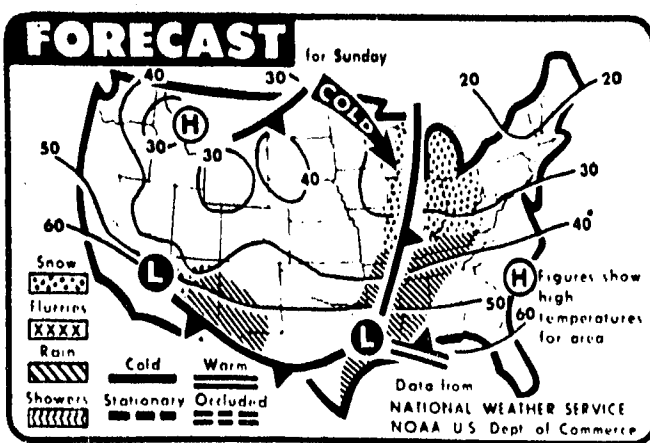 FORECAST
for Sunday
40
30
20
20
COLD
H
50
30
30
40
30
60
40°
L
H
Figures show
high
temperatures
for area
50
60
L
Snow
Flurries
Rain
Showers
Cold
Warm
Stationary
Occluded
Data from
NATIONAL WEATHER SERVICE
NOAA US Dept of Commerce